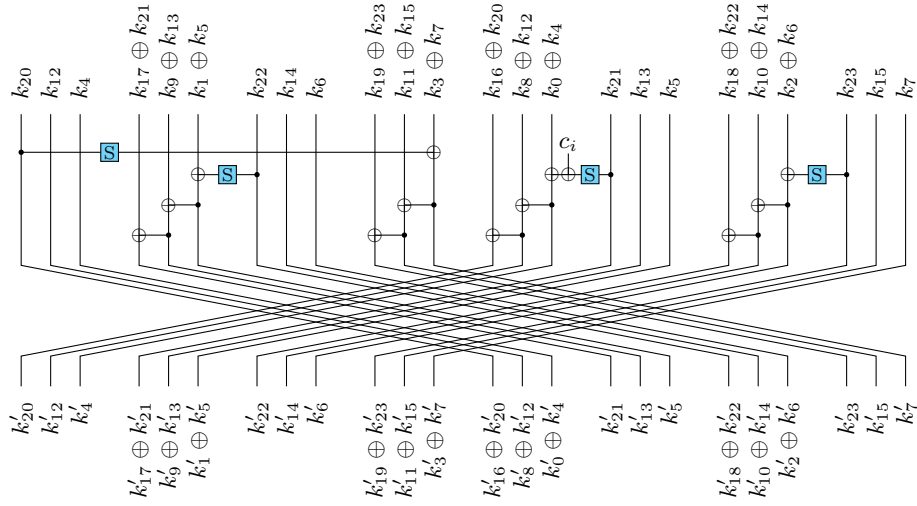 k₂₀ k₁₂ k₄ k₁₇ ⊕ k₂₁ k₉ ⊕ k₁₃ k₁ ⊕ k₅ k₂₂ k₁₄ k₆ k₁₉ ⊕ k₂₃ k₁₁ ⊕ k₁₅ k₃ ⊕ k₇ k₁₆ ⊕ k₂₀ k₈ ⊕ k₁₂ k₀ ⊕ k₄ k₂₁ k₁₃ k₅ k₁₈ ⊕ k₂₂ k₁₀ ⊕ k₁₄ k₂ ⊕ k₆ k₂₃ k₁₅ k₇
cᵢ
S
S S S
k′₂₀ k′₁₂ k′₄ k′₁₇ ⊕ k′₂₁ k′₉ ⊕ k′₁₃ k′₁ ⊕ k′₅ k′₂₂ k′₁₄ k′₆ k′₁₉ ⊕ k′₂₃ k′₁₁ ⊕ k′₁₅ k′₃ ⊕ k′₇ k′₁₆ ⊕ k′₂₀ k′₈ ⊕ k′₁₂ k′₀ ⊕ k′₄ k′₂₁ k′₁₃ k′₅ k′₁₈ ⊕ k′₂₂ k′₁₀ ⊕ k′₁₄ k′₂ ⊕ k′₆ k′₂₃ k′₁₅ k′₇